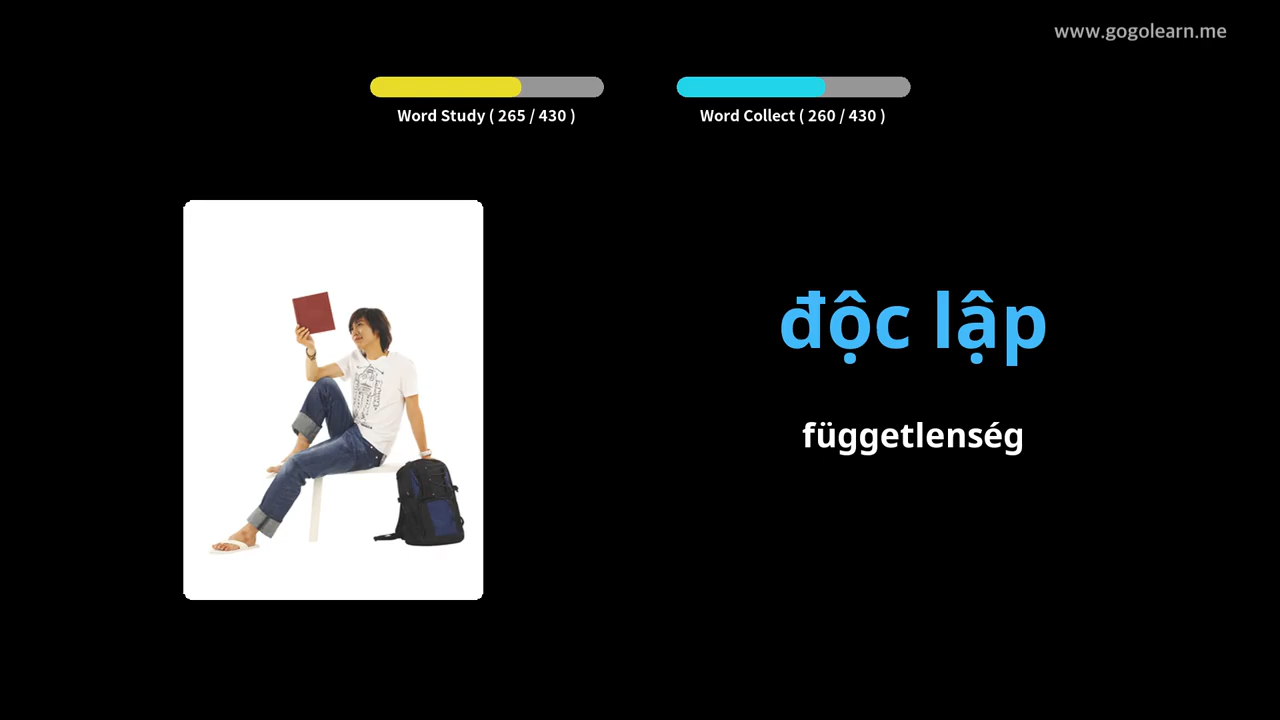 www.gogolearn.me
Word Study ( 265 / 430 )
Word Collect ( 260 / 430 )
độc lập
függetlenség